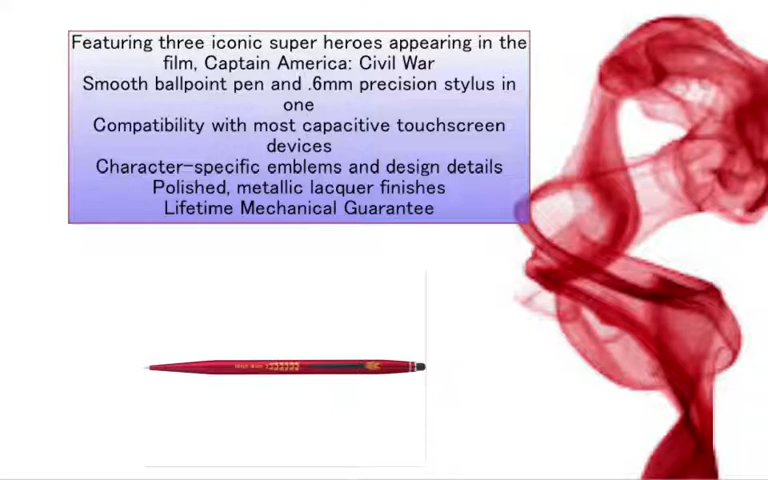 Featuring three iconic super heroes appearing in the
film, Captain America: Civil War
Smooth ballpoint pen and .6mm precision stylus in
one
Compatibility with most capacitive touchscreen
devices
Character-specific emblems and design details
Polished, metallic lacquer finishes
Lifetime Mechanical Guarantee